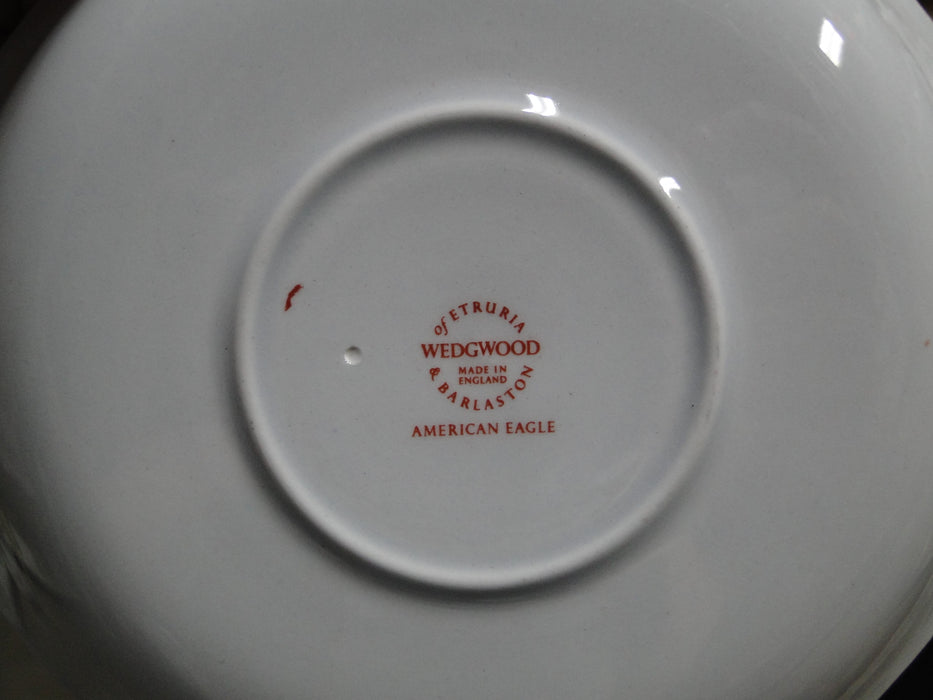 of ETRURIA
WEDGWOOD
MADE IN
ENGLAND
& BARLASTON
AMERICAN EAGLE